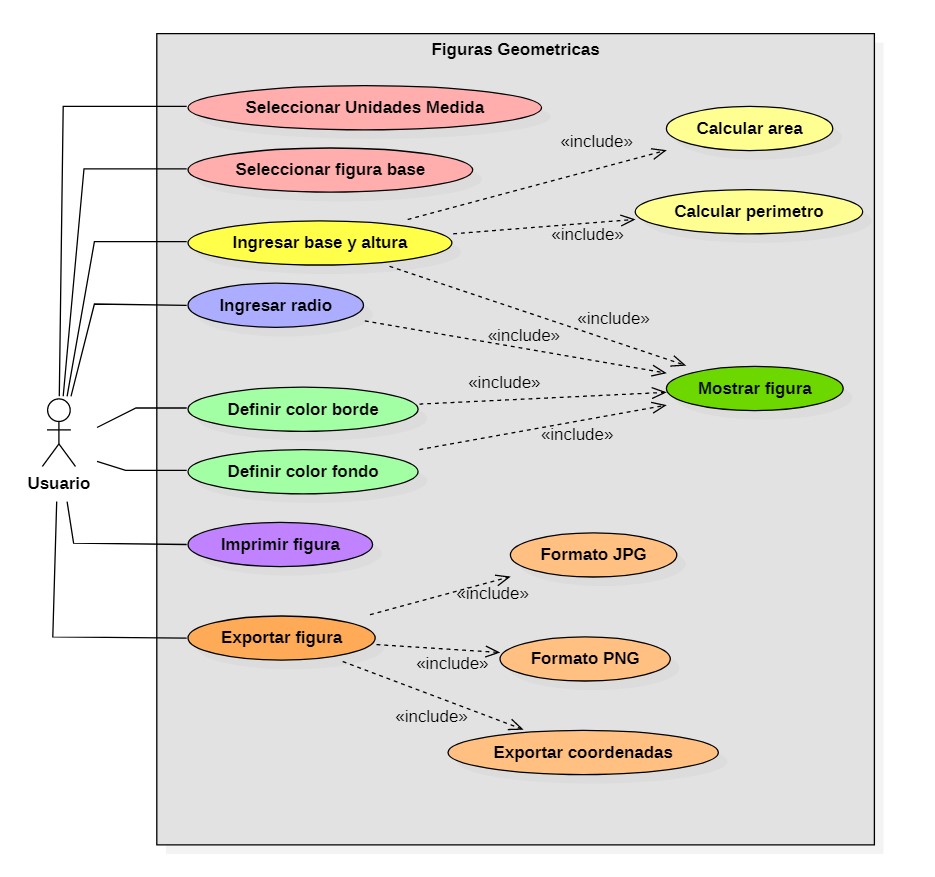 Figuras Geometricas
Seleccionar Unidades Medida
Calcular area
«include»
Seleccionar figura base
Calcular perimetro
«include»
Ingresar base y altura
Ingresar radio
«include»
«include»
Mostrar figura
«include»
Definir color borde
«include»
Definir color fondo
Usuario
Imprimir figura
Formato JPG
«include»
Exportar figura
Formato PNG
«include»
«include»
Exportar coordenadas